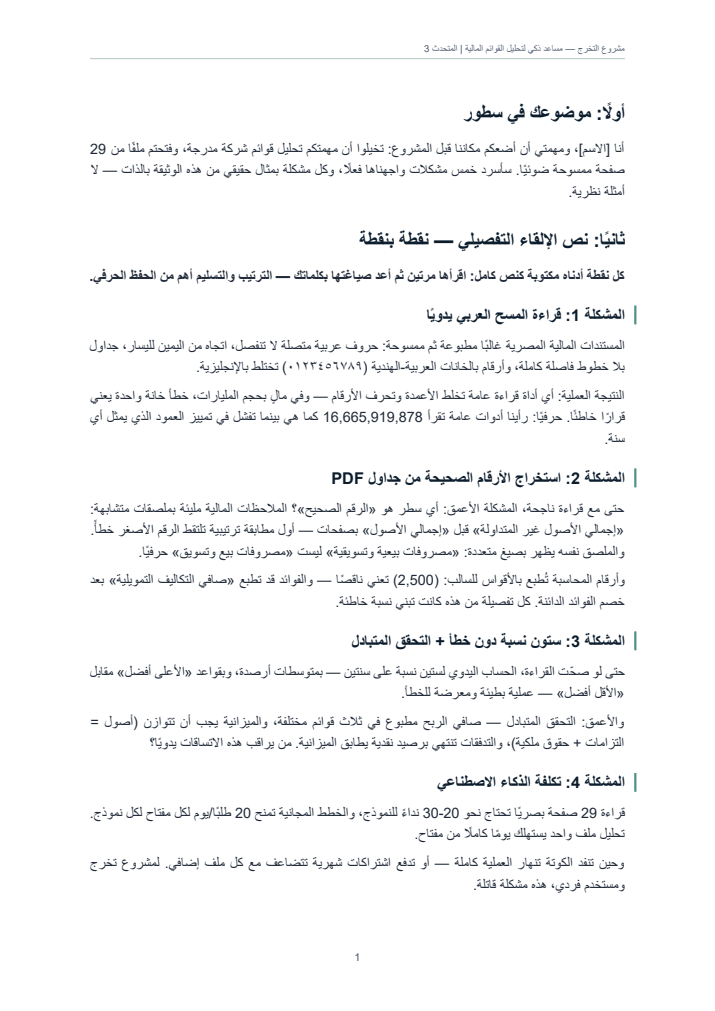 مشروع التخرج — مساعد ذكي لتحليل القوائم المالية | المتحدث 3
أولًا: موضوعك في سطور
أنا [الاسم]، ومهمتي أن أضعكم مكاننا قبل المشروع: تخيلوا أن مهمتكم تحليل قوائم شركة مدرجة، وفتحتم ملفًا من 29
صفحة ممسوحة ضوئيًا. سأسرد خمس مشكلات واجهناها فعلًا، وكل مشكلة بمثال حقيقي من هذه الوثيقة بالذات — لا
أمثلة نظرية.
ثانيًا: نص الإلقاء التفصيلي — نقطة بنقطة
كل نقطة أدناه مكتوبة كنص كامل: اقرأها مرتين ثم أعد صياغتها بكلماتك — الترتيب والتسليم أهم من الحفظ الحرفي.
المشكلة 1: قراءة المسح العربي يدويًا
المستندات المالية المصرية غالبًا مطبوعة ثم ممسوحة: حروف عربية متصلة لا تنفصل، اتجاه من اليمين لليسار، جداول
بلا خطوط فاصلة كاملة، وأرقام بالخانات العربية-الهندية (٠١٢٣٤٥٦٧٨٩) تختلط بالإنجليزية.
النتيجة العملية: أي أداة قراءة عامة تخلط الأعمدة وتحرف الأرقام — وفي مالٍ بحجم المليارات، خطأ خانة واحدة يعني
قرارًا خاطئًا. حرفيًا: رأينا أدوات عامة تقرأ 16,665,919,878 كما هي بينما تفشل في تمييز العمود الذي يمثل أي
سنة.
المشكلة 2: استخراج الأرقام الصحيحة من جداول PDF
حتى مع قراءة ناجحة، المشكلة الأعمق: أي سطر هو «الرقم الصحيح»؟ الملاحظات المالية مليئة بملصقات متشابهة:
«إجمالي الأصول غير المتداولة» قبل «إجمالي الأصول» بصفحات — أول مطابقة ترتيبية تلتقط الرقم الأصغر خطأً.
والملصق نفسه يظهر بصيغ متعددة: «مصروفات بيعية وتسويقية» ليست «مصروفات بيع وتسويق» حرفيًا.
وأرقام المحاسبة تُطبع بالأقواس للسالب: (2,500) تعني ناقصًا — والفوائد قد تطبع «صافي التكاليف التمويلية» بعد
خصم الفوائد الدائنة. كل تفصيلة من هذه كانت تبني نسبة خاطئة.
المشكلة 3: ستون نسبة دون خطأ + التحقق المتبادل
حتى لو صحّت القراءة، الحساب اليدوي لستين نسبة على سنتين — بمتوسطات أرصدة، وبقواعد «الأعلى أفضل» مقابل
«الأقل أفضل» — عملية بطيئة ومعرضة للخطأ.
والأعمق: التحقق المتبادل — صافي الربح مطبوع في ثلاث قوائم مختلفة، والميزانية يجب أن تتوازن (أصول =
التزامات + حقوق ملكية)، والتدفقات تنتهي برصيد نقدية يطابق الميزانية. من يراقب هذه الاتساقات يدويًا؟
المشكلة 4: تكلفة الذكاء الاصطناعي
قراءة 29 صفحة بصريًا تحتاج نحو 20-30 نداءً للنموذج، والخطط المجانية تمنح 20 طلبًا/يوم لكل مفتاح لكل نموذج.
تحليل ملف واحد يستهلك يومًا كاملًا من مفتاح.
وحين تنفد الكوتة تنهار العملية كاملة — أو تدفع اشتراكات شهرية تتضاعف مع كل ملف إضافي. لمشروع تخرج
ومستخدم فردي، هذه مشكلة قاتلة.
1